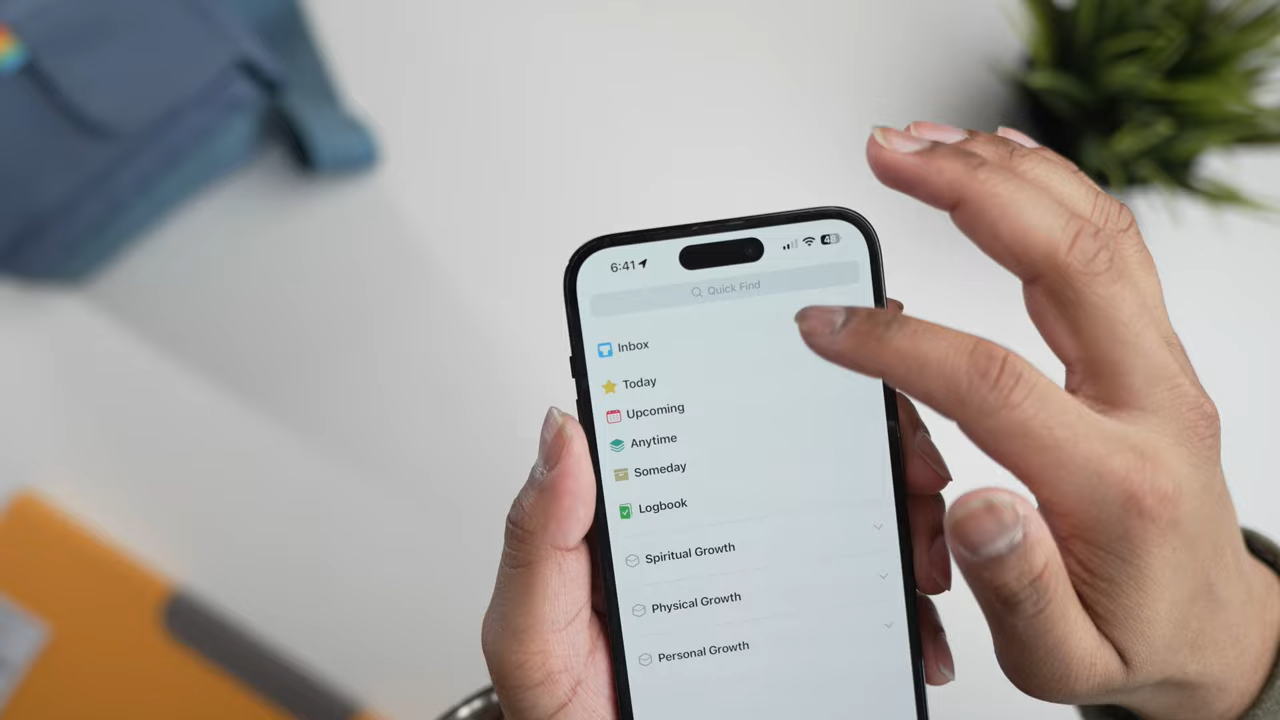 6:41
Quick Find
Inbox
Today
Upcoming
Anytime
Someday
Logbook
Spiritual Growth
Physical Growth
Personal Growth